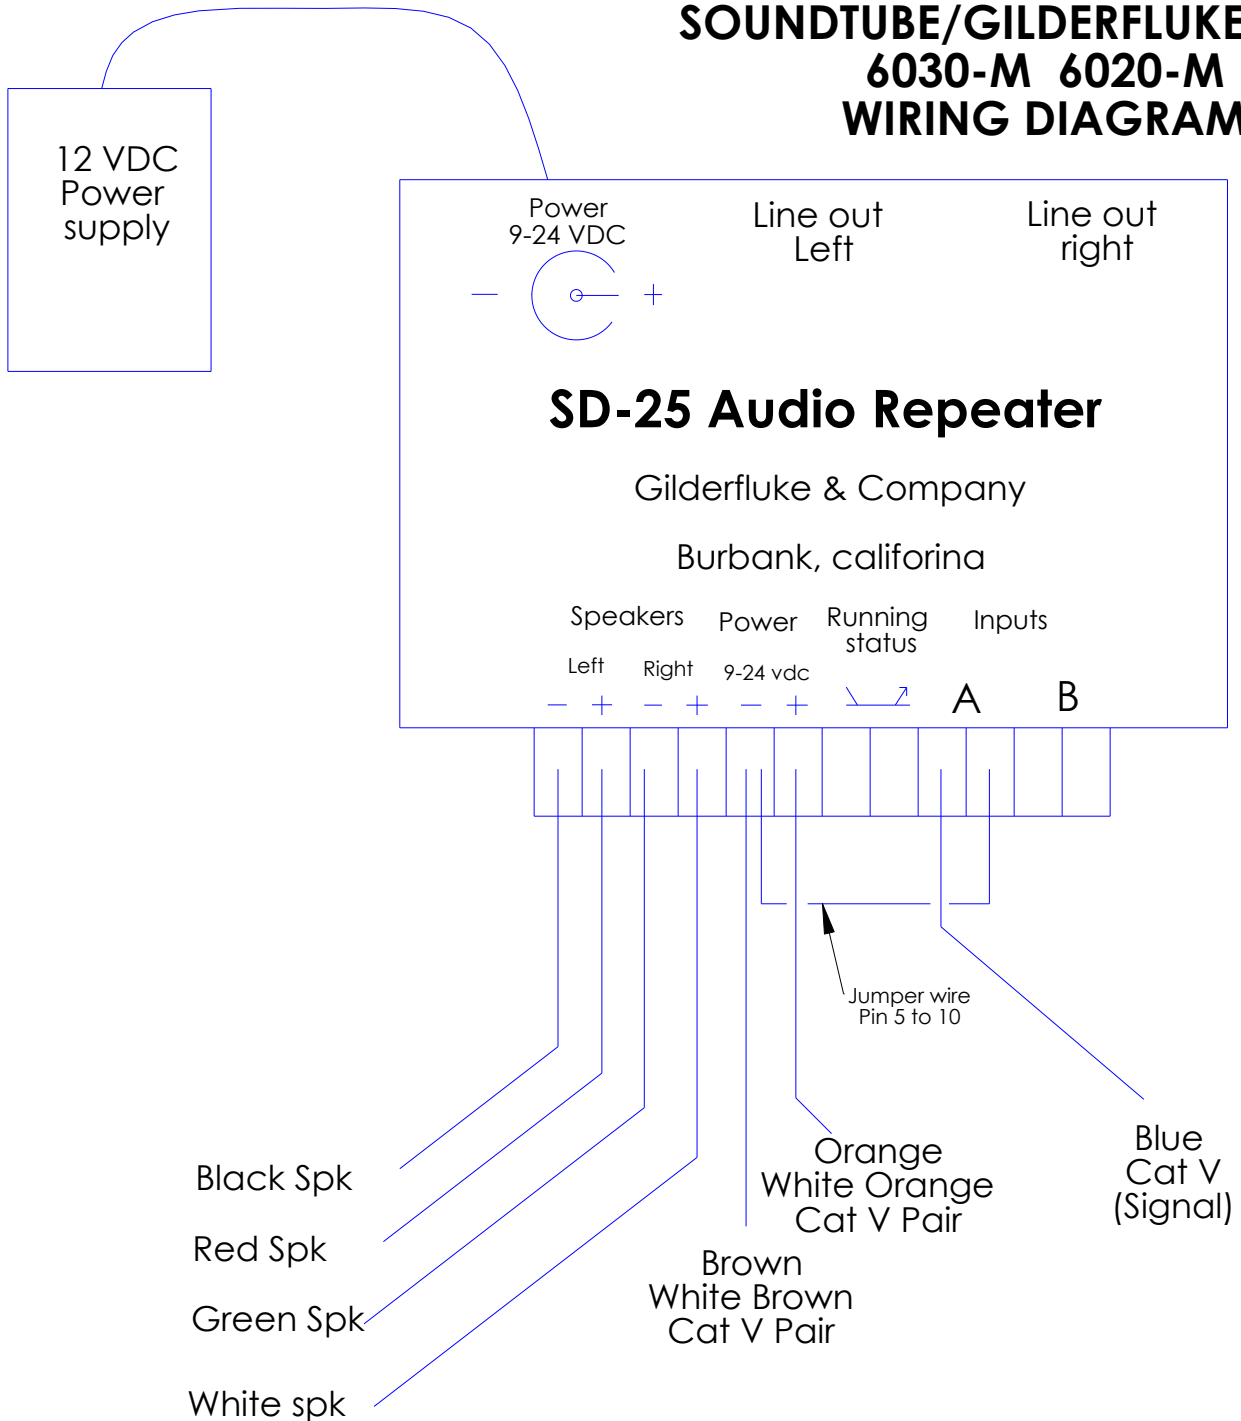 SOUNDTUBE/GILDERFLUKE
6030-M 6020-M
WIRING DIAGRAM
12 VDC
Power
supply
Power
9-24 VDC
Line out
Left
Line out
right
− +
SD-25 Audio Repeater
Gilderfluke & Company
Burbank, califorina
Speakers
Power
Running
status
Inputs
Left
Right
9-24 vdc
− + − + − +
A
B
Jumper wire
Pin 5 to 10
Black Spk
Red Spk
Green Spk
White spk
Orange
White Orange
Cat V Pair
Brown
White Brown
Cat V Pair
Blue
Cat V
(Signal)